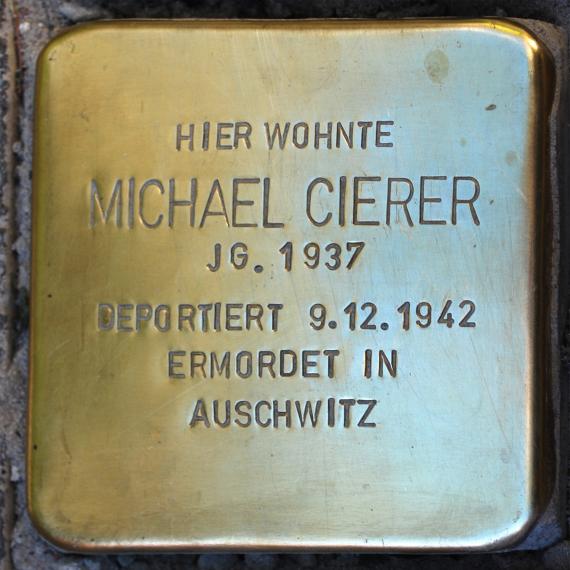 HIER WOHNTE
MICHAEL CIERER
JG. 1937
DEPORTIERT 9.12.1942
ERMORDET IN
AUSCHWITZ